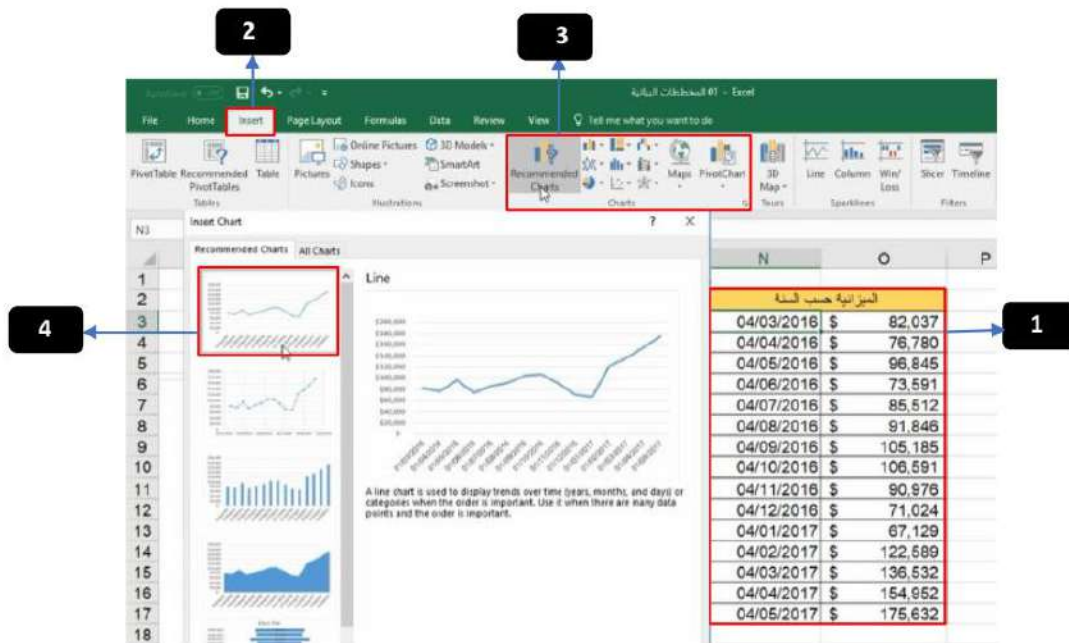 2
3
01 المخططات البيانية - Excel
File Home Insert Page Layout Formulas Data Review View Tell me what you want to do
Online Pictures 3D Models
Shapes SmartArt
Icons Screenshot
PivotTable Recommended PivotTables Table Pictures Recommended Charts Maps PivotChart 3D Map Line Column Win/Loss Slicer Timeline
Tables Illustrations Charts Tours Sparklines Filters
N3
Insert Chart ? X
Recommended Charts All Charts
N O P
Line
1
2 الميزانية حسب السنة
3 04/03/2016 $ 82,037
4
1
4 04/04/2016 $ 76,780
5 04/05/2016 $ 96,845
6 04/06/2016 $ 73,591
7 04/07/2016 $ 85,512
8 04/08/2016 $ 91,846
9 04/09/2016 $ 105,185
10 04/10/2016 $ 106,591
11 04/11/2016 $ 90,976
12 04/12/2016 $ 71,024
13 04/01/2017 $ 67,129
14 04/02/2017 $ 122,589
15 04/03/2017 $ 136,532
16 04/04/2017 $ 154,952
17 04/05/2017 $ 175,632
18
A line chart is used to display trends over time (years, months, and days) or
categories when the order is important. Use it when there are many data
points and the order is important.